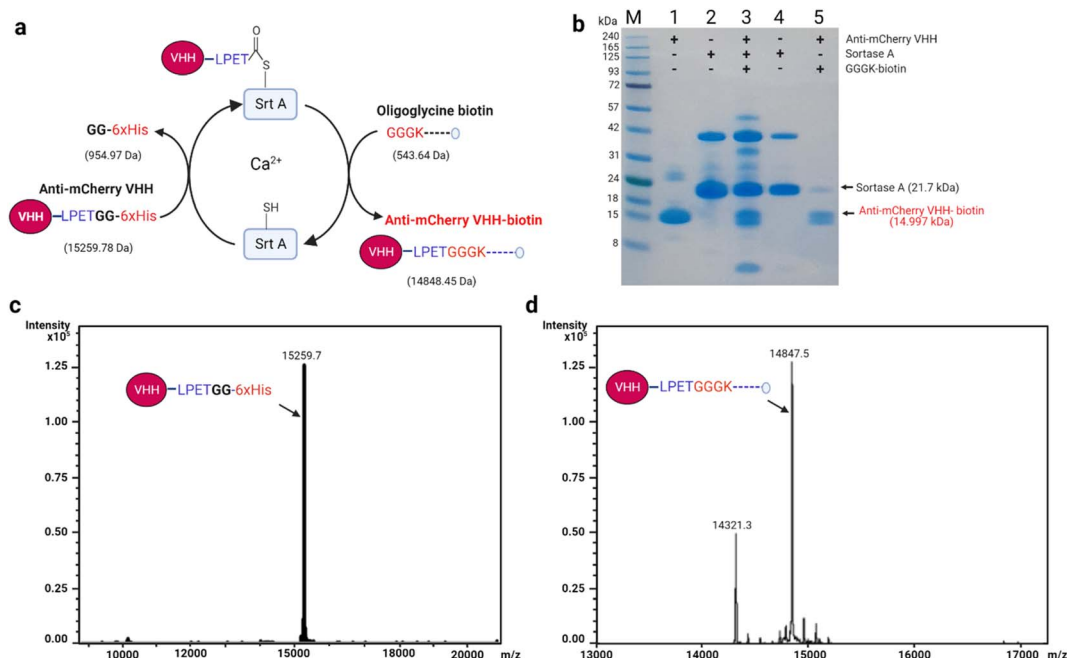 a
O
VHH
-LPET
S
Srt A
GG-6xHis
(954.97 Da)
Oligoglycine biotin
GGGK
(543.64 Da)
Ca2+
Anti-mCherry VHH
VHH
LPETGG-6xHis
(15259.78 Da)
SH
Srt A
Anti-mCherry VHH-biotin
VHH
LPETGGGK
(14848.45 Da)
b
kDa M 1 2 3 4 5
240
165
125
93
72
57
42
31
24
18
15
8
+ - + - + Anti-mCherry VHH
- + + + - Sortase A
- - + - + GGGK-biotin
Sortase A (21.7 kDa)
Anti-mCherry VHH- biotin
(14.997 kDa)
c
Intensity
x10⁵
15259.7
VHH
LPETGG-6xHis
1.25
1.00
0.75
0.50
0.25
0.00
10000 12000 15000 18000 20000 m/z
d
Intensity
x10⁵
14847.5
VHH
LPETGGGK
14321.3
1.25
1.00
0.75
0.50
0.25
0.00
13000 14000 15000 16000 17000 m/z